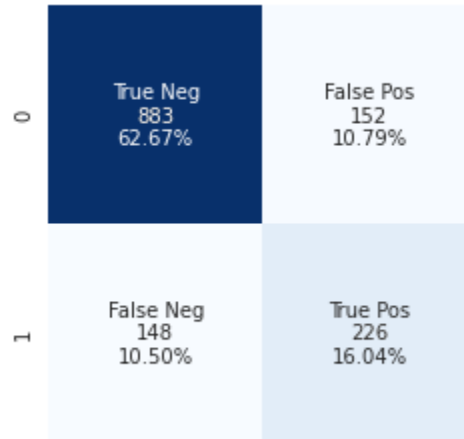 0
True Neg
883
62.67%
False Pos
152
10.79%
1
False Neg
148
10.50%
True Pos
226
16.04%